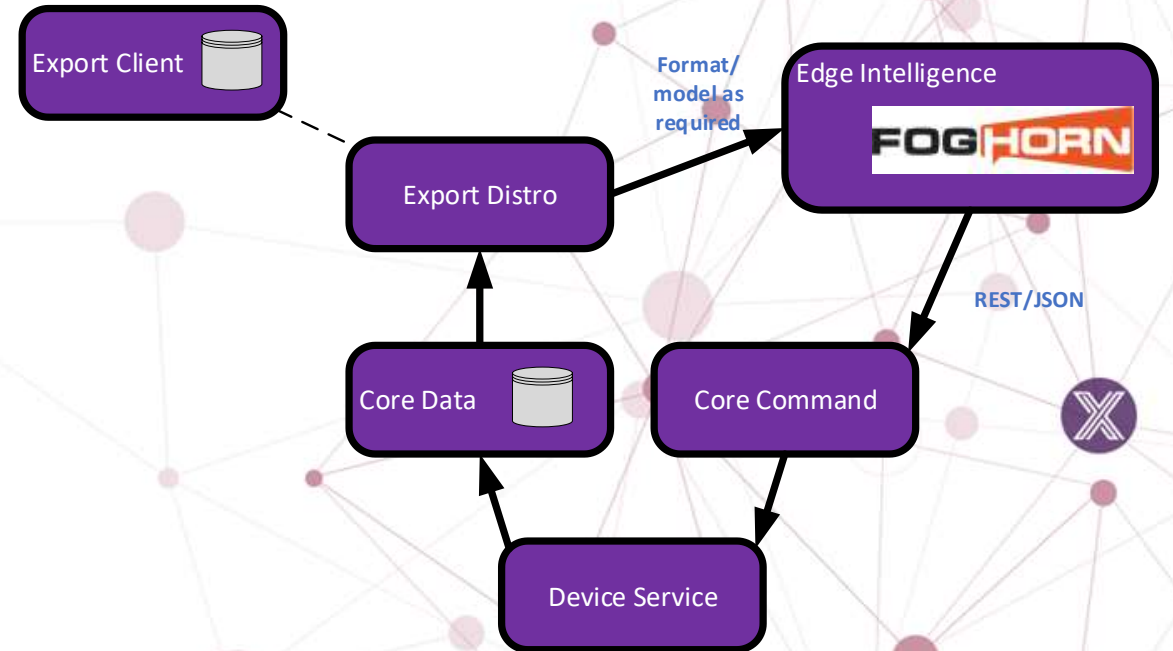 Export Client
Format/
model as
required
Edge Intelligence
FOGHORN
Export Distro
REST/JSON
Core Data
Core Command
Device Service